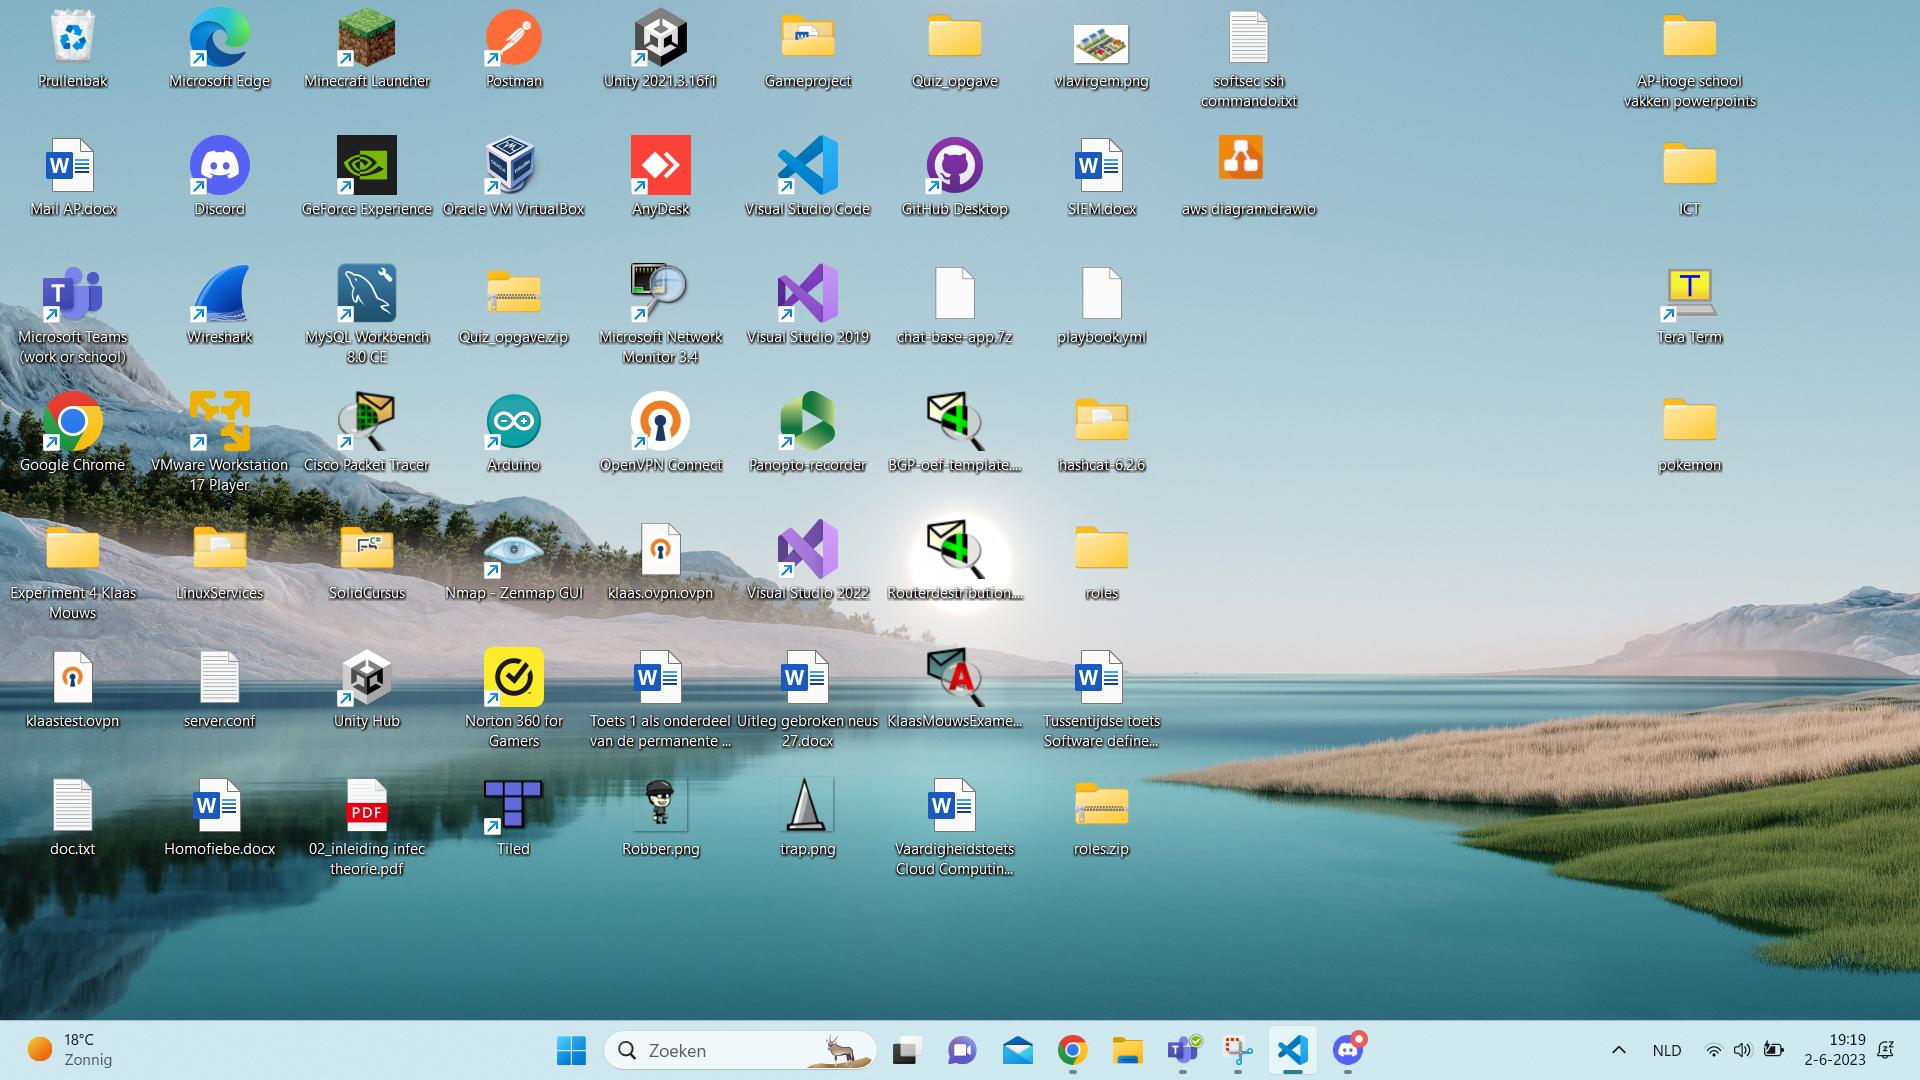 Prullenbak
Microsoft Edge
Minecraft Launcher
Postman
Unity 2021.3.16f1
Gameproject
Quiz_opgave
vlavirgem.png
softsec ssh
commando.txt
AP-hoge school
vakken powerpoints
Mail AP.docx
Discord
GeForce Experience
Oracle VM VirtualBox
AnyDesk
Visual Studio Code
GitHub Desktop
SIEM.docx
aws diagram.drawio
ICT
Microsoft Teams
(work or school)
Wireshark
MySQL Workbench
8.0 CE
Quiz_opgave.zip
Microsoft Network
Monitor 3.4
Visual Studio 2019
chat-base-app.7z
playbook.yml
Tera Term
Google Chrome
VMware Workstation
17 Player
Cisco Packet Tracer
Arduino
OpenVPN Connect
Panopto-recorder
BGP-oef-template....
hashcat-6.2.6
pokemon
Experiment 4 Klaas
Mouws
LinuxServices
SolidCursus
Nmap - Zenmap GUI
klaas.ovpn.ovpn
Visual Studio 2022
Routerdestribution....
roles
klaastest.ovpn
server.conf
Unity Hub
Norton 360 for
Gamers
Toets 1 als onderdeel
van de permanente ...
Uitleg gebroken neus
27.docx
KlaasMouwsExame...
Tussentijdse toets
Software define...
doc.txt
Homofiebe.docx
PDF
02_inleiding infec
theorie.pdf
Tiled
Robber.png
trap.png
Vaardigheidstoets
Cloud Computin...
roles.zip
18°C
Zonnig
Zoeken
NLD
19:19
2-6-2023